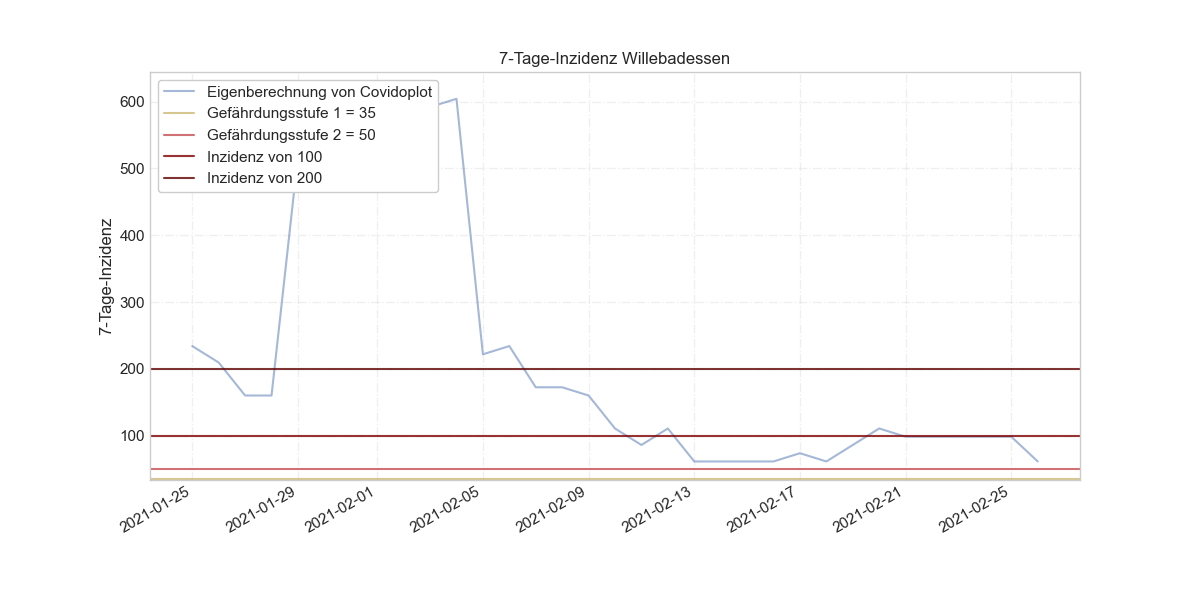 7-Tage-Inzidenz Willebadessen
Eigenberechnung von Covidoplot
Gefährdungsstufe 1 = 35
Gefährdungsstufe 2 = 50
Inzidenz von 100
Inzidenz von 200
7-Tage-Inzidenz
600
500
400
300
200
100
2021-01-25
2021-01-29
2021-02-01
2021-02-05
2021-02-09
2021-02-13
2021-02-17
2021-02-21
2021-02-25